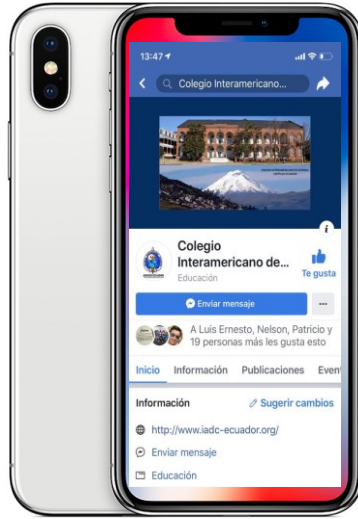 13:47
Colegio Interamericano...
Colegio
Interamericano de...
Educación
Te gusta
Enviar mensaje
A Luis Ernesto, Nelson, Patricio y
19 personas más les gusta esto
Inicio Información Publicaciones Event
Información Sugerir cambios
http://www.iadc-ecuador.org/
Enviar mensaje
Educación